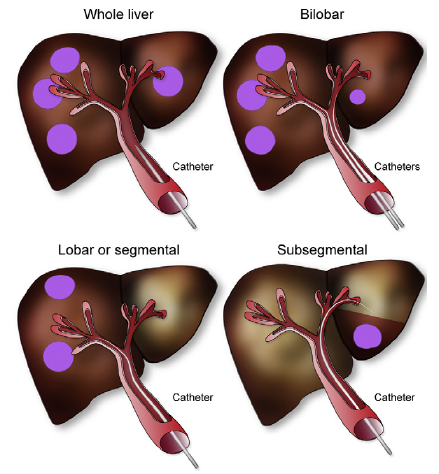 Whole liver
Bilobar
Catheter
Catheters
Lobar or segmental
Subsegmental
Catheter
Catheter